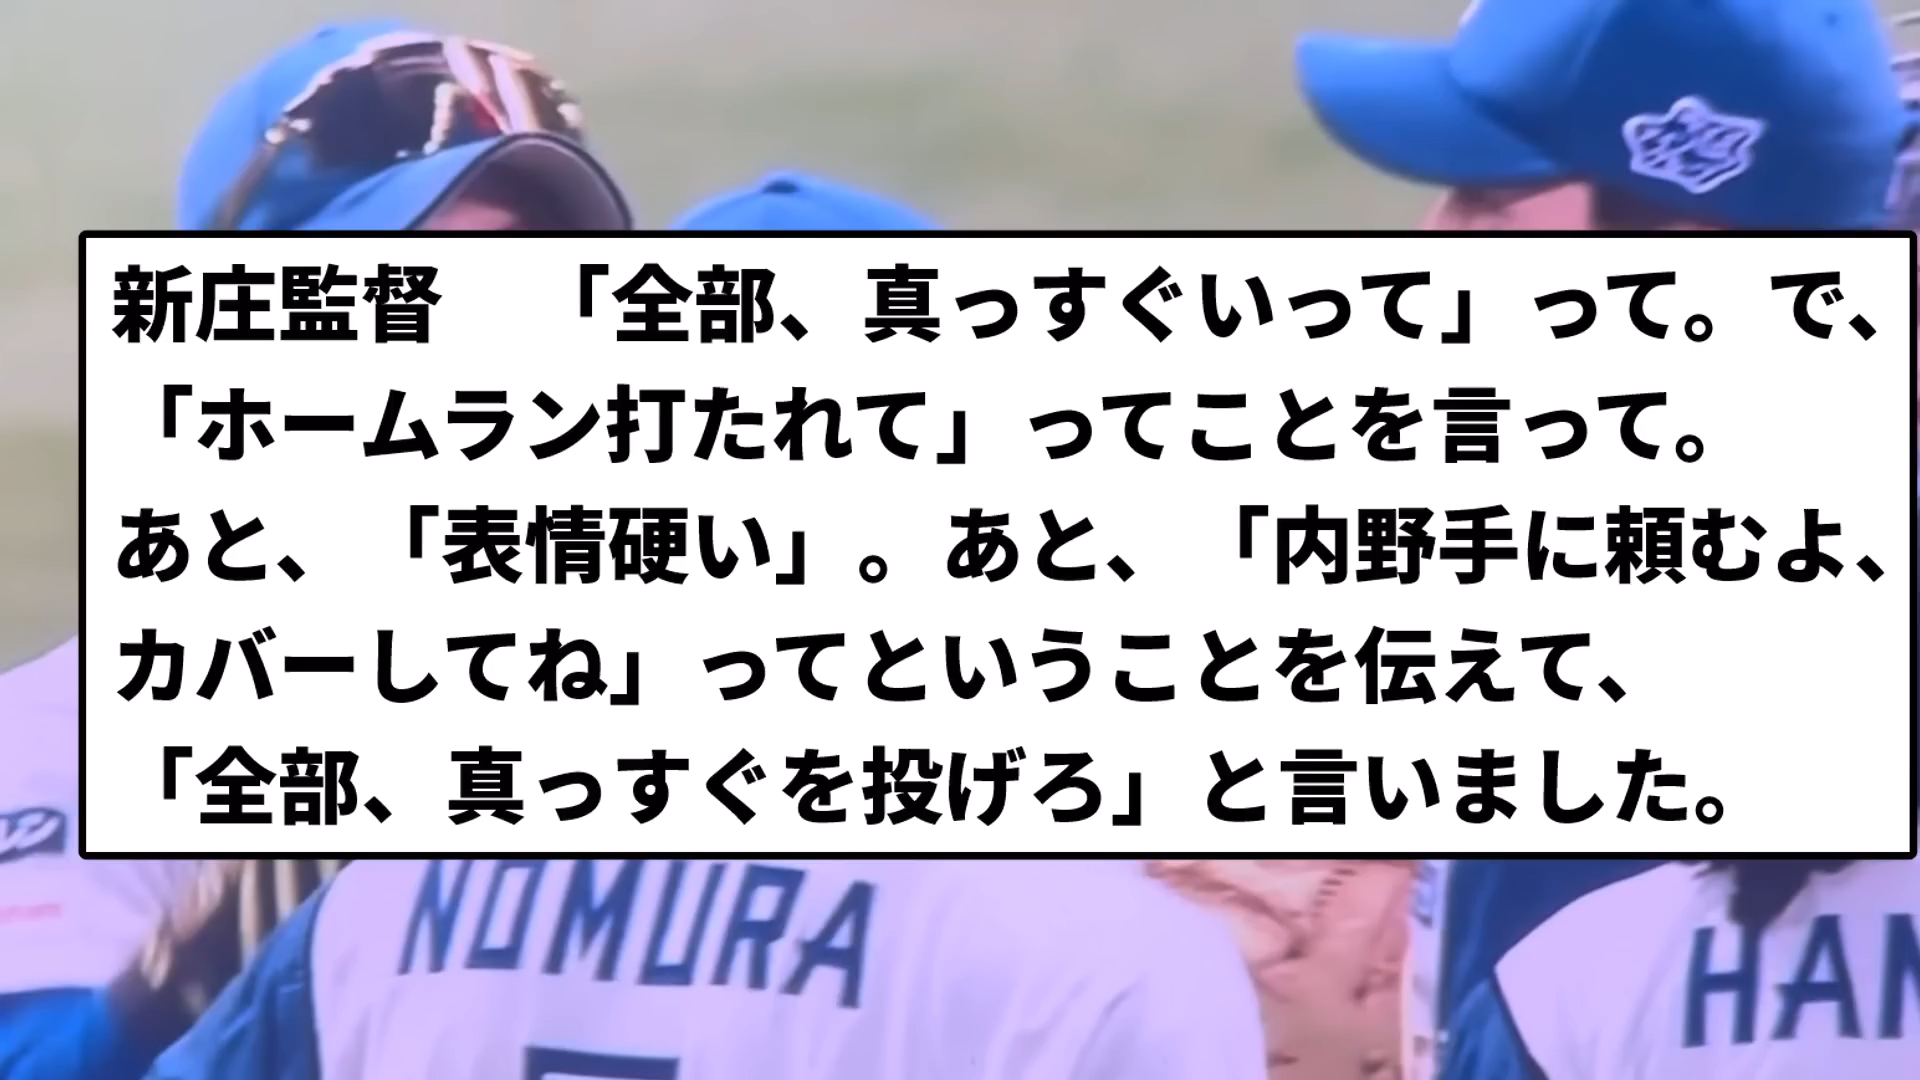 新庄監督　「全部、真っすぐいって」って。で、
「ホームラン打たれて」ってことを言って。
あと、「表情硬い」。あと、「内野手に頼むよ、
カバーしてね」ってということを伝えて、
「全部、真っすぐを投げろ」と言いました。
NOMURA
HAN